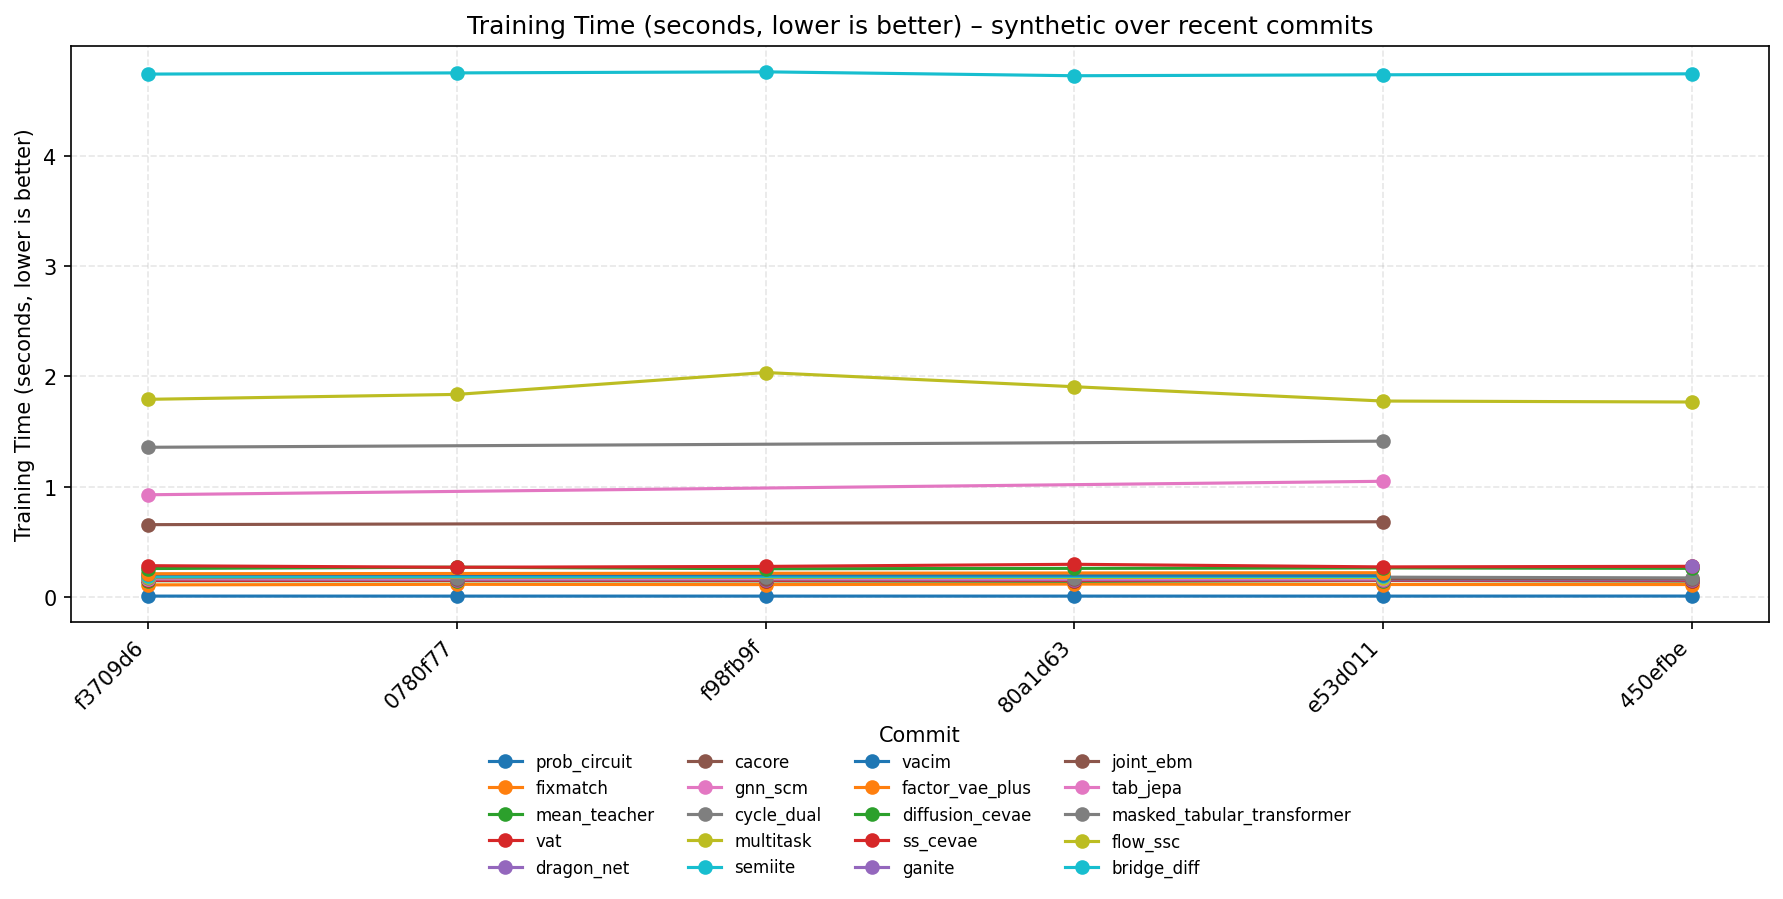 Training Time (seconds, lower is better) – synthetic over recent commits
Training Time (seconds, lower is better)
4
3
2
1
0
f3709d6
0780f77
f98fb9f
80a1d63
e53d011
450efbe
Commit
prob_circuit
fixmatch
mean_teacher
vat
dragon_net
cacore
gnn_scm
cycle_dual
multitask
semiite
vacim
factor_vae_plus
diffusion_cevae
ss_cevae
ganite
joint_ebm
tab_jepa
masked_tabular_transformer
flow_ssc
bridge_diff